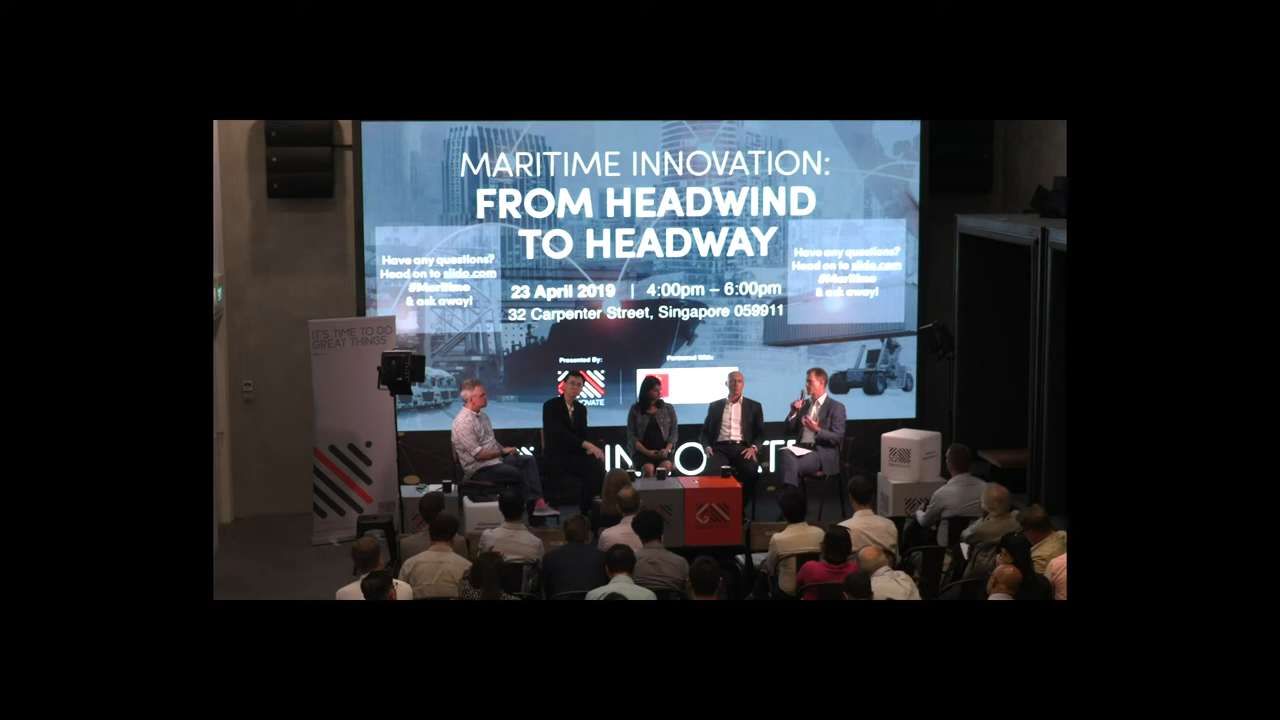 MARITIME INNOVATION:
FROM HEADWIND
TO HEADWAY
Have any questions?
Head on to slido.com
#Maritime
& ask away!
Have any questions?
Head on to slido.com
#Maritime
& ask away!
23 April 2019 | 4:00pm – 6:00pm
32 Carpenter Street, Singapore 059911
Presented By:
Partnered With:
IT'S TIME TO DO
GREAT THINGS